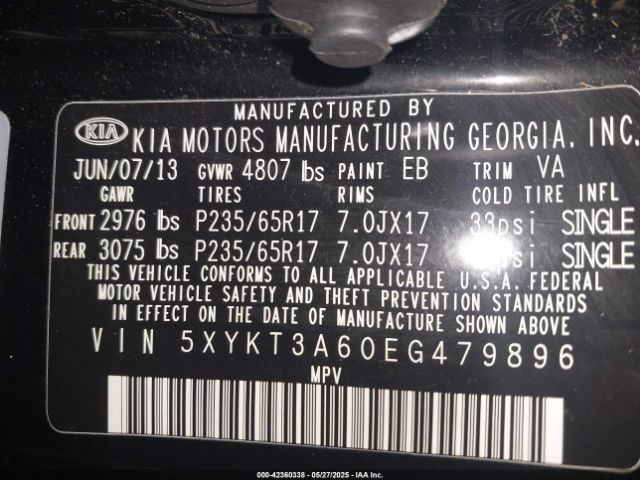 MANUFACTURED BY
KIA KIA MOTORS MANUFACTURING GEORGIA, INC.
JUN/07/13 GVWR 4807 lbs PAINT EB TRIM VA
GAWR TIRES RIMS COLD TIRE INFL
FRONT 2976 lbs P235/65R17 7.0JX17 33psi SINGLE
REAR 3075 lbs P235/65R17 7.0JX17 SINGLE
THIS VEHICLE CONFORMS TO ALL APPLICABLE U.S.A. FEDERAL
MOTOR VEHICLE SAFETY AND THEFT PREVENTION STANDARDS
IN EFFECT ON THE DATE OF MANUFACTURE SHOWN ABOVE
VIN 5XYKT3A60EG479896
MPV
000-42360338 - 05/27/2025 - IAA Inc.